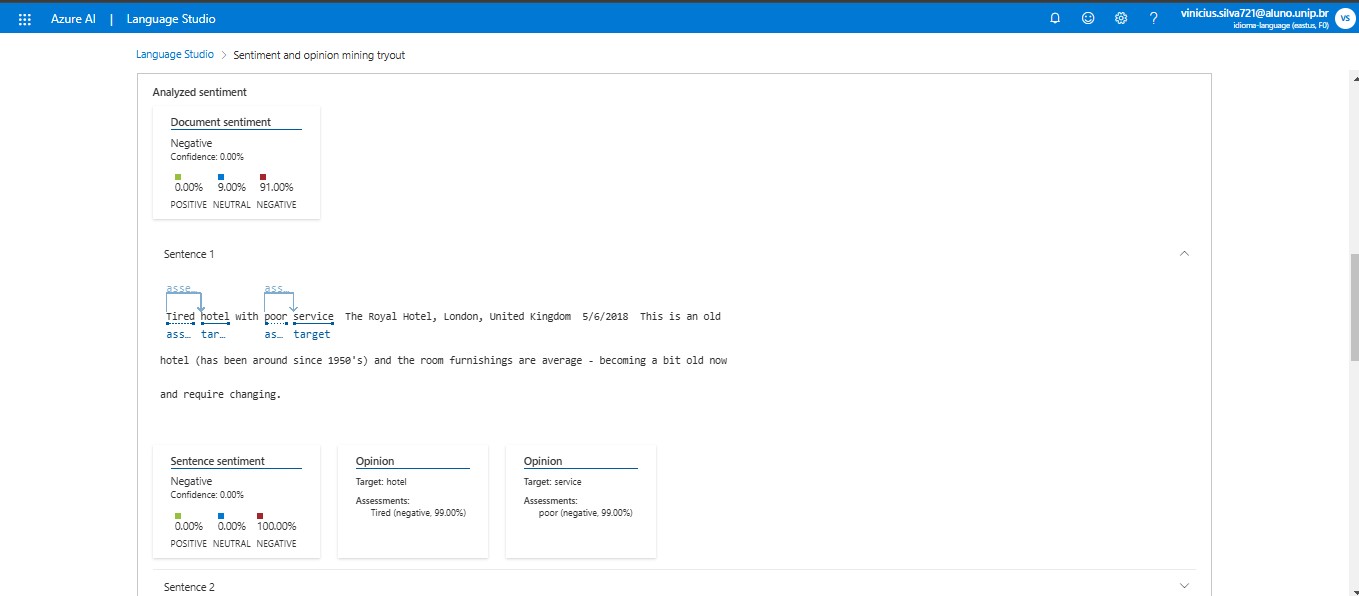 Azure AI | Language Studio
vinicius.silva721@aluno.unip.br
idioma-language (eastus, F0)
VS
Language Studio > Sentiment and opinion mining tryout
Analyzed sentiment
Document sentiment
Negative
Confidence: 0.00%
0.00% 9.00% 91.00%
POSITIVE NEUTRAL NEGATIVE
Sentence 1
asse... ass...
Tired hotel with poor service The Royal Hotel, London, United Kingdom 5/6/2018 This is an old
ass... tar... as... target
hotel (has been around since 1950's) and the room furnishings are average - becoming a bit old now
and require changing.
Sentence sentiment
Negative
Confidence: 0.00%
0.00% 0.00% 100.00%
POSITIVE NEUTRAL NEGATIVE
Opinion
Target: hotel
Assessments:
Tired (negative, 99.00%)
Opinion
Target: service
Assessments:
poor (negative, 99.00%)
Sentence 2